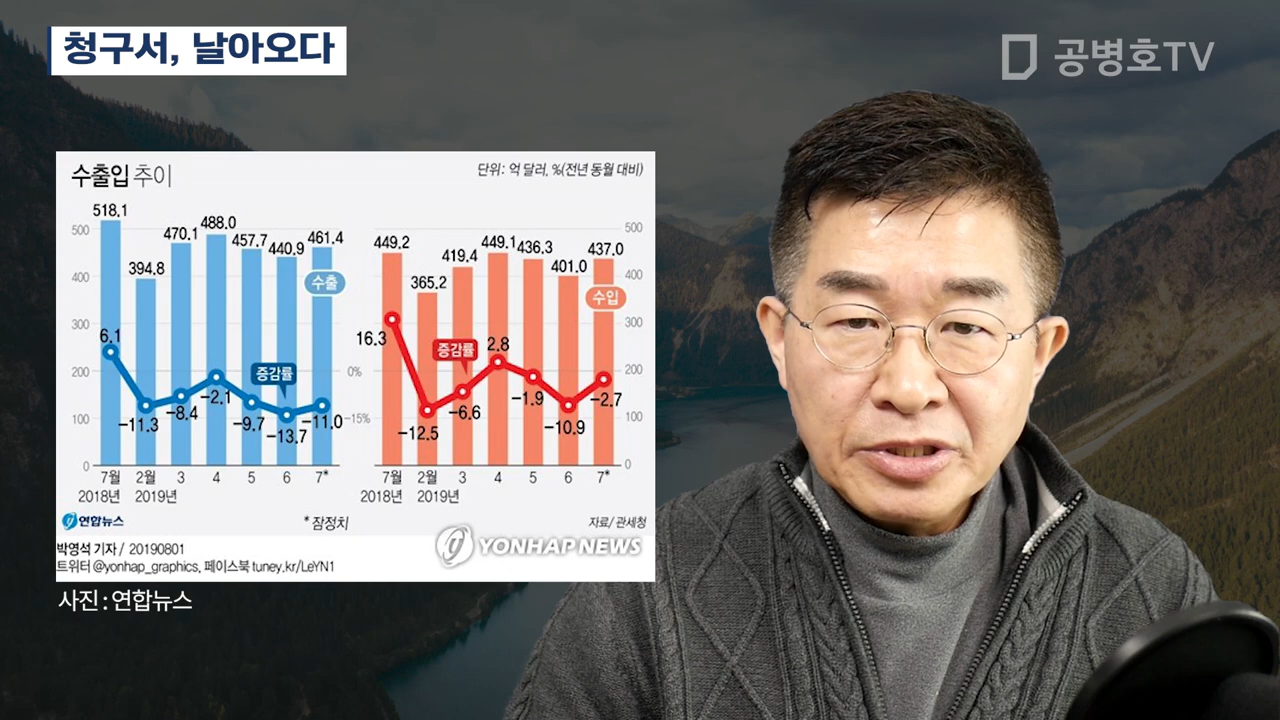 청구서, 날아오다
공병호TV
수출입 추이
단위: 억 달러, %(전년 동월 대비)
518.1
470.1
488.0
457.7
440.9
461.4
394.8
수출
500
400
300
200
100
0
6.1
-11.3
-8.4
-2.1
-9.7
-13.7
-11.0
증감률
0%
-15%
7월
2월
3
4
5
6
7*
2018년
2019년
449.2
365.2
419.4
449.1
436.3
401.0
437.0
수입
500
400
300
200
100
0
16.3
-12.5
-6.6
2.8
-1.9
-10.9
-2.7
증감률
7월
2월
3
4
5
6
7*
2018년
2019년
연합뉴스
* 잠정치
자료/ 관세청
YONHAP NEWS
박영석 기자 / 20190801
트위터 @yonhap_graphics, 페이스북 tuney.kr/LeYN1
사진 : 연합뉴스